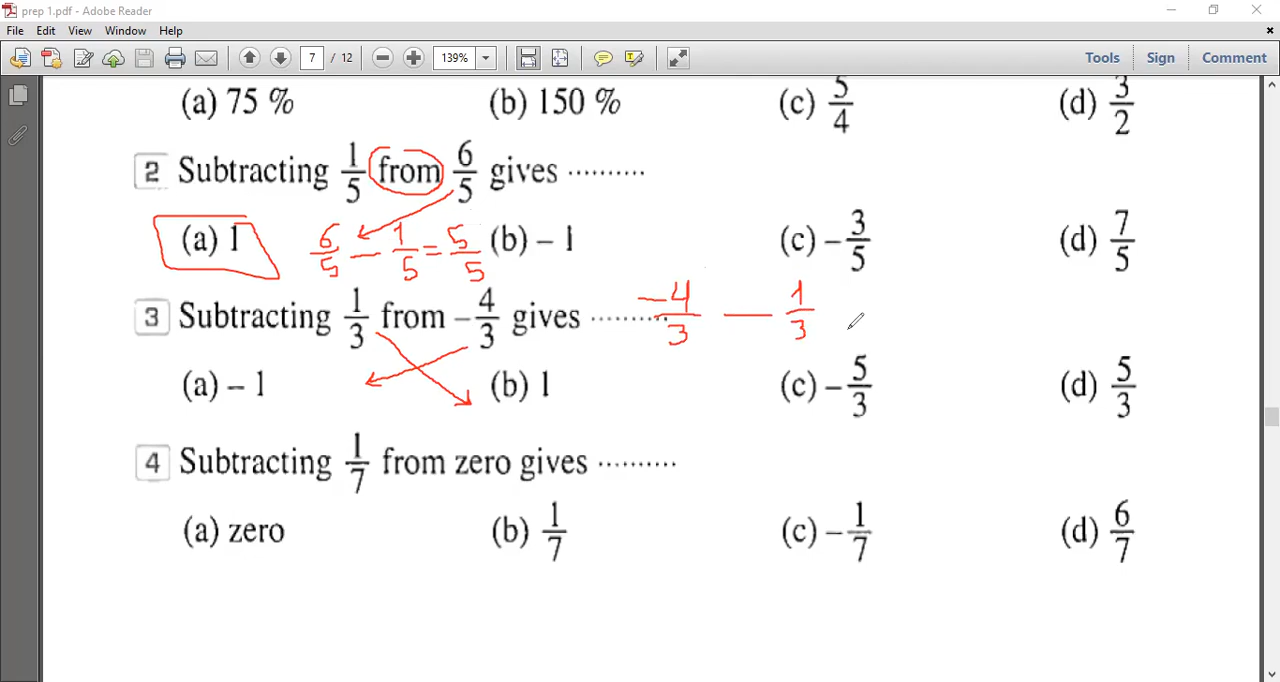 prep 1.pdf - Adobe Reader
File Edit View Window Help
7 / 12 139% Tools Sign Comment
(a) 75 % (b) 150 % (c) 5/4 (d) 3/2
2 Subtracting 1/5 from 6/5 gives ..........
(a) 1 6/5 — 1/5 = 5/5 (b) – 1 (c) – 3/5 (d) 7/5
3 Subtracting 1/3 from – 4/3 gives .......... –4/3 — 1/3
(a) – 1 (b) 1 (c) – 5/3 (d) 5/3
4 Subtracting 1/7 from zero gives ..........
(a) zero (b) 1/7 (c) – 1/7 (d) 6/7